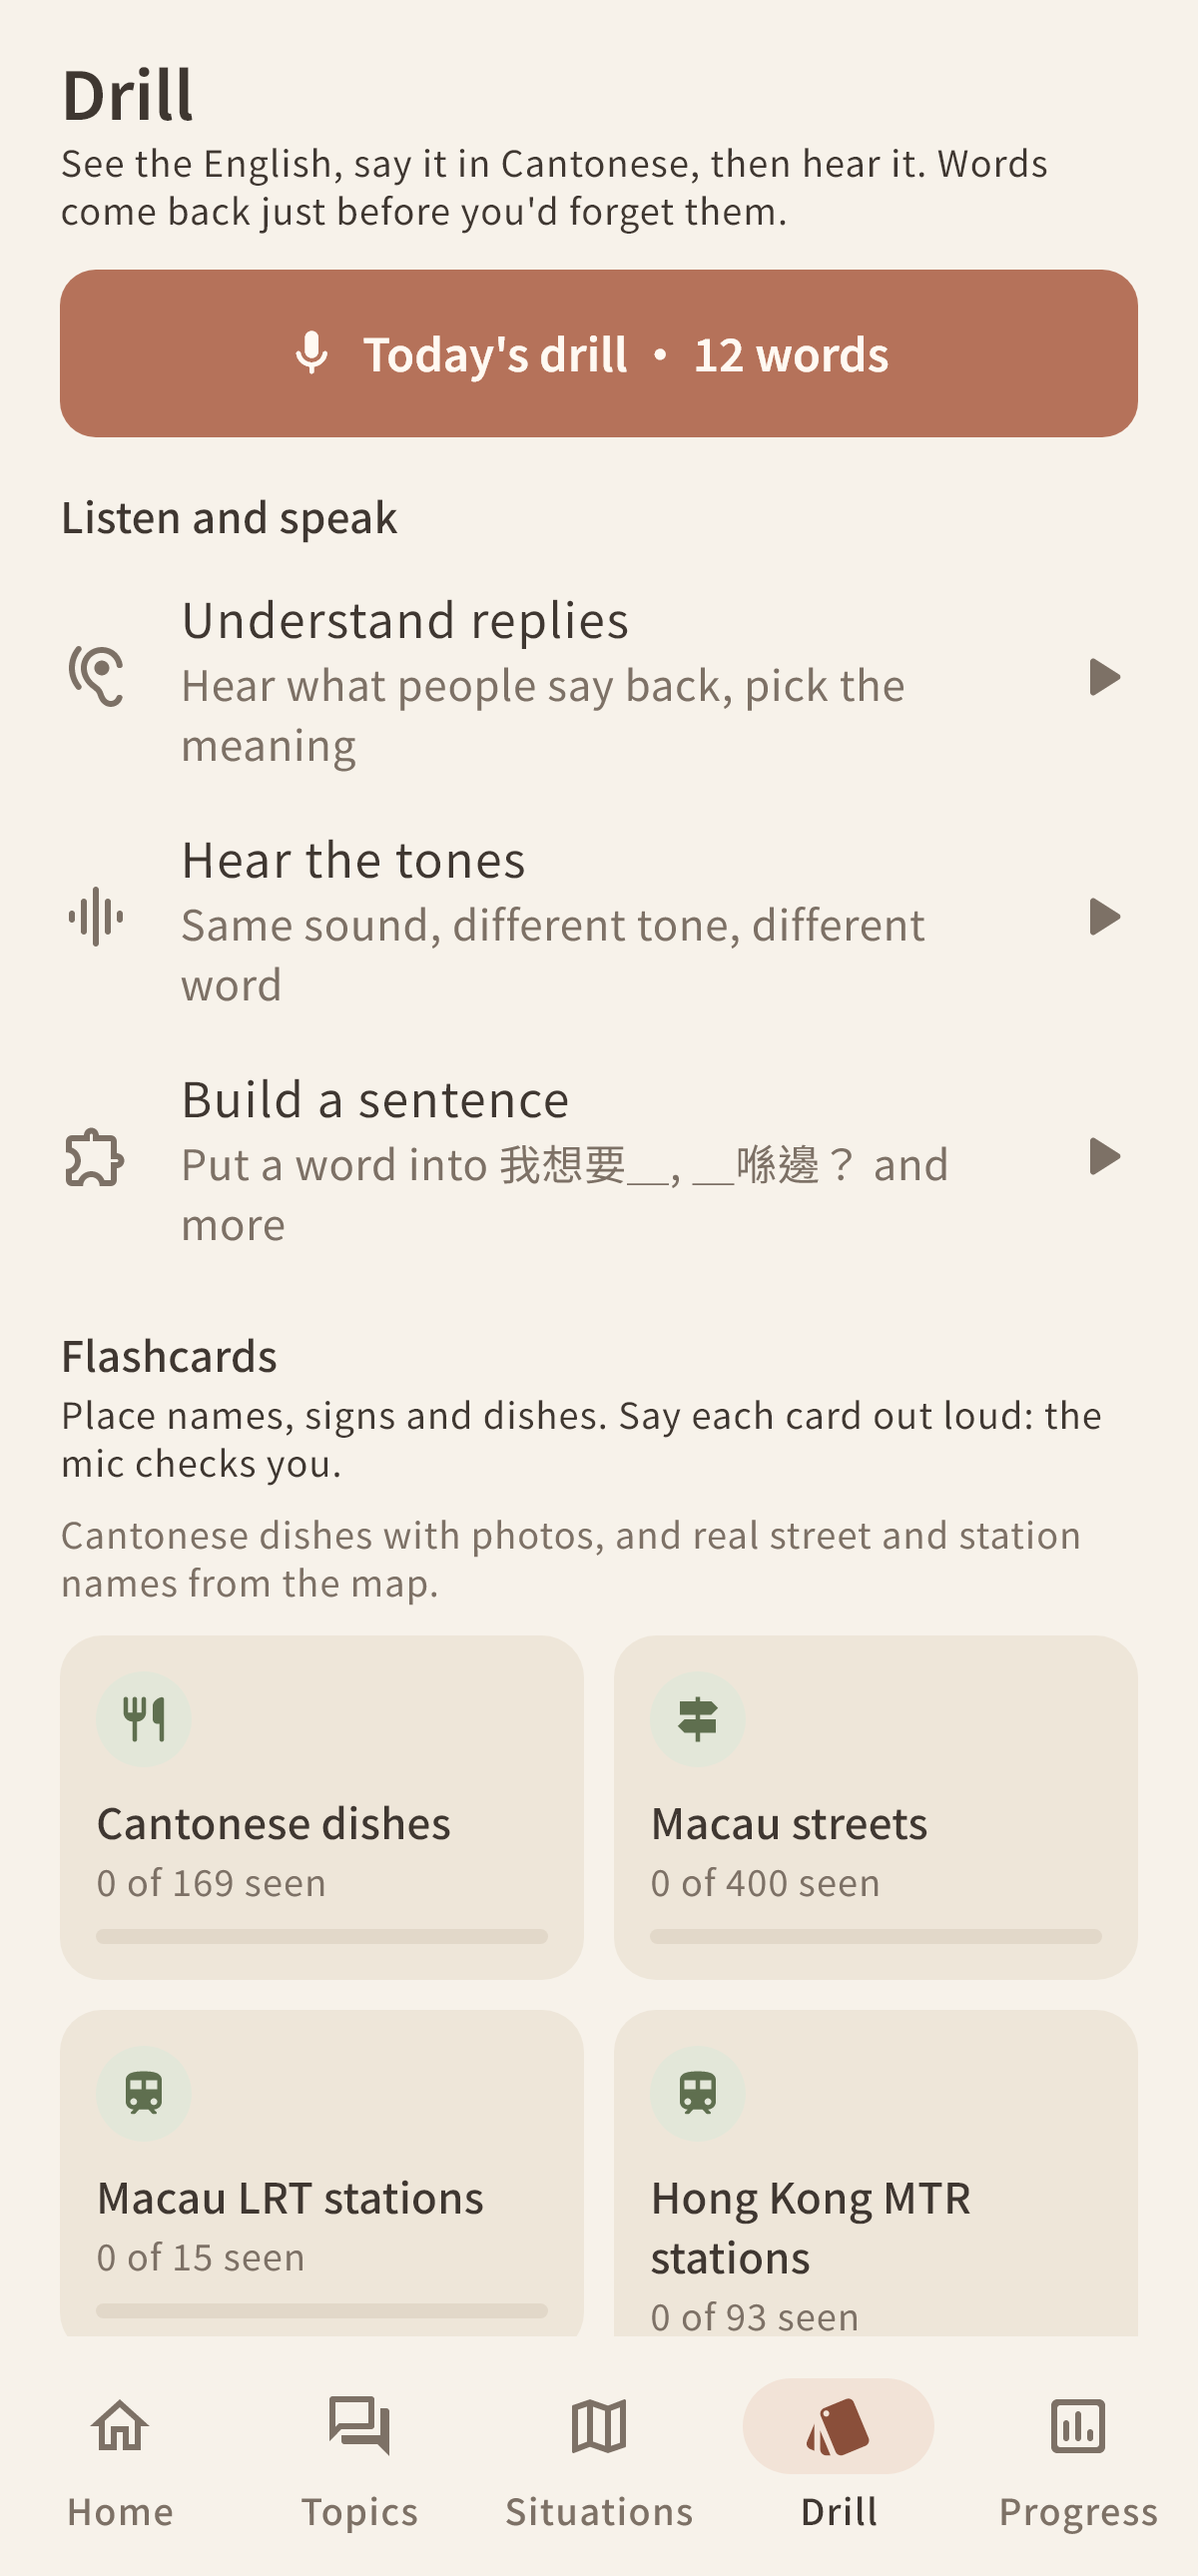 Drill
See the English, say it in Cantonese, then hear it. Words
come back just before you'd forget them.
Today's drill • 12 words
Listen and speak
Understand replies
Hear what people say back, pick the
meaning
Hear the tones
Same sound, different tone, different
word
Build a sentence
Put a word into 我想要__, __喺邊？ and
more
Flashcards
Place names, signs and dishes. Say each card out loud: the
mic checks you.
Cantonese dishes with photos, and real street and station
names from the map.
Cantonese dishes
0 of 169 seen
Macau streets
0 of 400 seen
Macau LRT stations
0 of 15 seen
Hong Kong MTR
stations
0 of 93 seen
Home
Topics
Situations
Drill
Progress